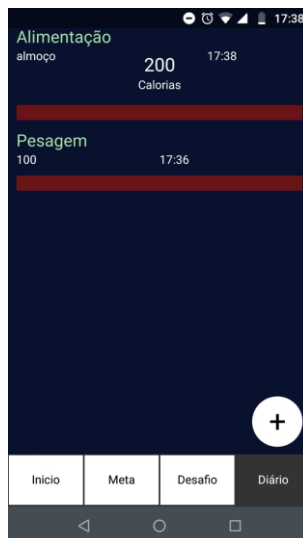 17:38
Alimentação
almoço
200
17:38
Calorias
Pesagem
100
17:36
+
Inicio
Meta
Desafio
Diário